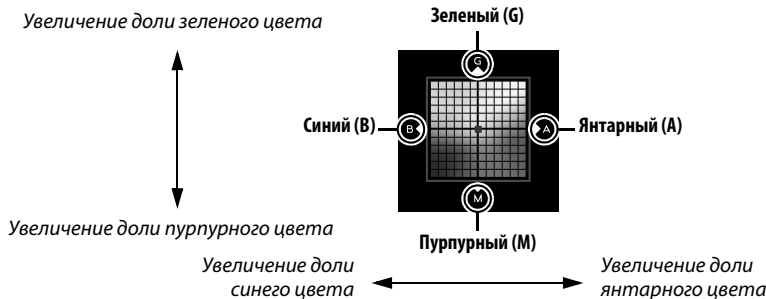 Увеличение доли зеленого цвета
Зеленый (G)
G
Синий (B)
B
A
Янтарный (A)
M
Увеличение доли пурпурного цвета
Пурпурный (M)
Увеличение доли
синего цвета
Увеличение доли
янтарного цвета